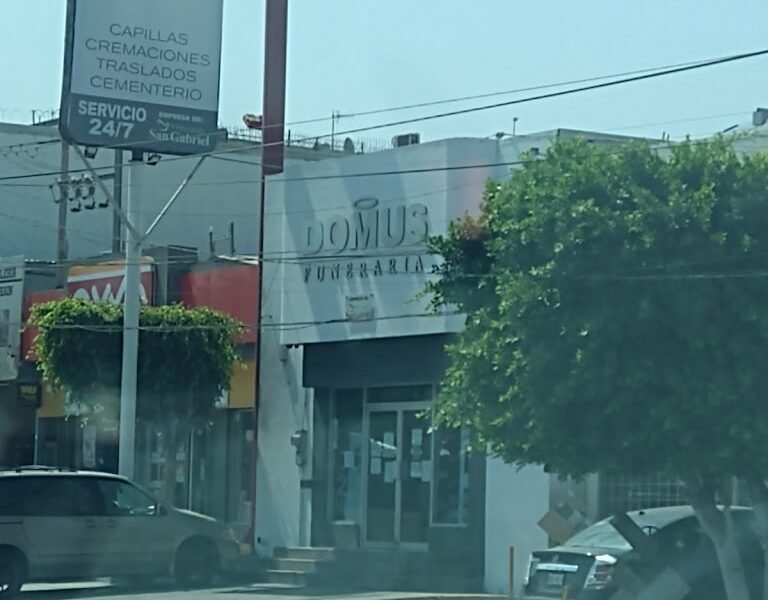 CAPILLAS
CREMACIONES
TRASLADOS
CEMENTERIO
SERVICIO
24/7
EMPRESA DE:
San Gabriel
DOMUS
FUNERARIA